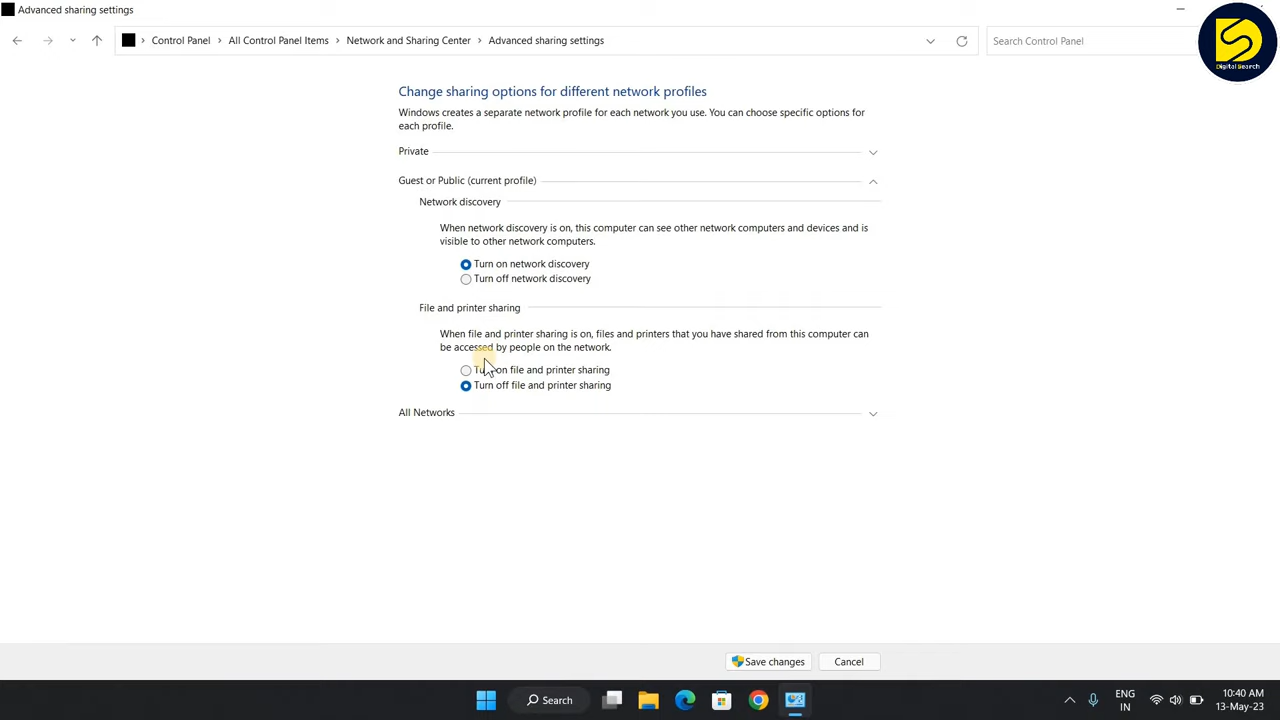 Advanced sharing settings
Control Panel > All Control Panel Items > Network and Sharing Center > Advanced sharing settings
Search Control Panel
Digital Search
Change sharing options for different network profiles
Windows creates a separate network profile for each network you use. You can choose specific options for
each profile.
Private
Guest or Public (current profile)
Network discovery
When network discovery is on, this computer can see other network computers and devices and is
visible to other network computers.
Turn on network discovery
Turn off network discovery
File and printer sharing
When file and printer sharing is on, files and printers that you have shared from this computer can
be accessed by people on the network.
Turn on file and printer sharing
Turn off file and printer sharing
All Networks
Save changes
Cancel
Search
ENG
IN
10:40 AM
13-May-23